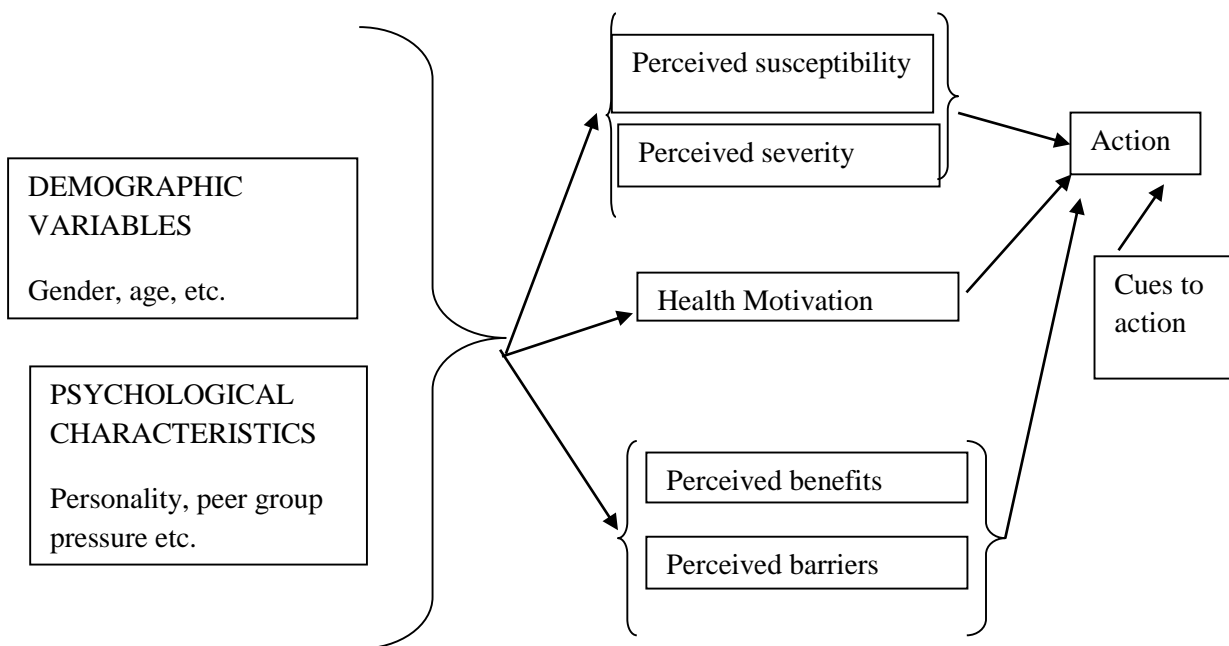 DEMOGRAPHIC
VARIABLES
Gender, age, etc.
PSYCHOLOGICAL
CHARACTERISTICS
Personality, peer group
pressure etc.
Perceived susceptibility
Perceived severity
Health Motivation
Perceived benefits
Perceived barriers
Action
Cues to
action